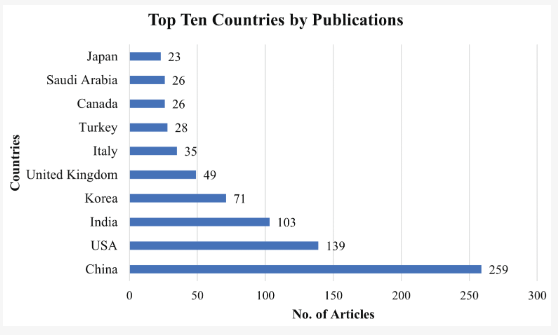 Top Ten Countries by Publications
Japan 23
Saudi Arabia 26
Canada 26
Turkey 28
Italy 35
United Kingdom 49
Korea 71
India 103
USA 139
China 259
0 50 100 150 200 250 300
No. of Articles
Countries